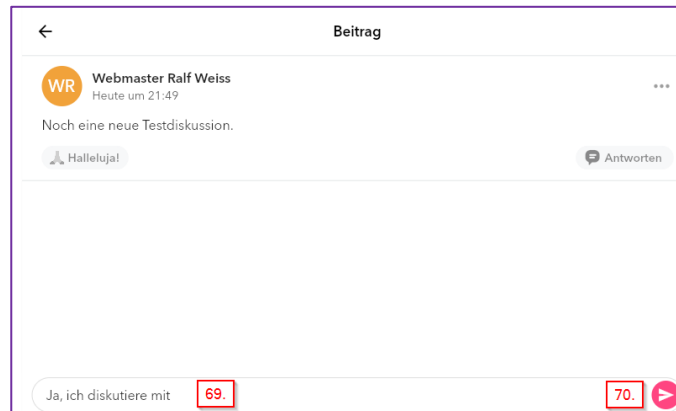 Beitrag
WR
Webmaster Ralf Weiss
Heute um 21:49
Noch eine neue Testdiskussion.
Halleluja!
Antworten
Ja, ich diskutiere mit
69.
70.